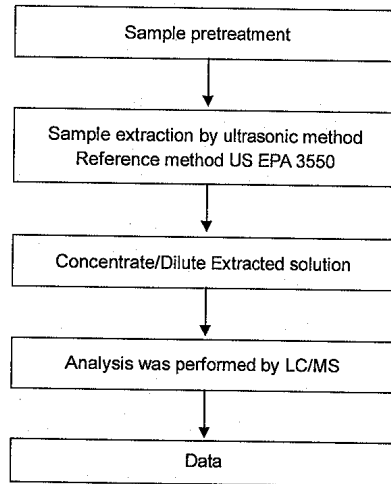 Sample pretreatment
Sample extraction by ultrasonic method
Reference method US EPA 3550
Concentrate/Dilute Extracted solution
Analysis was performed by LC/MS
Data